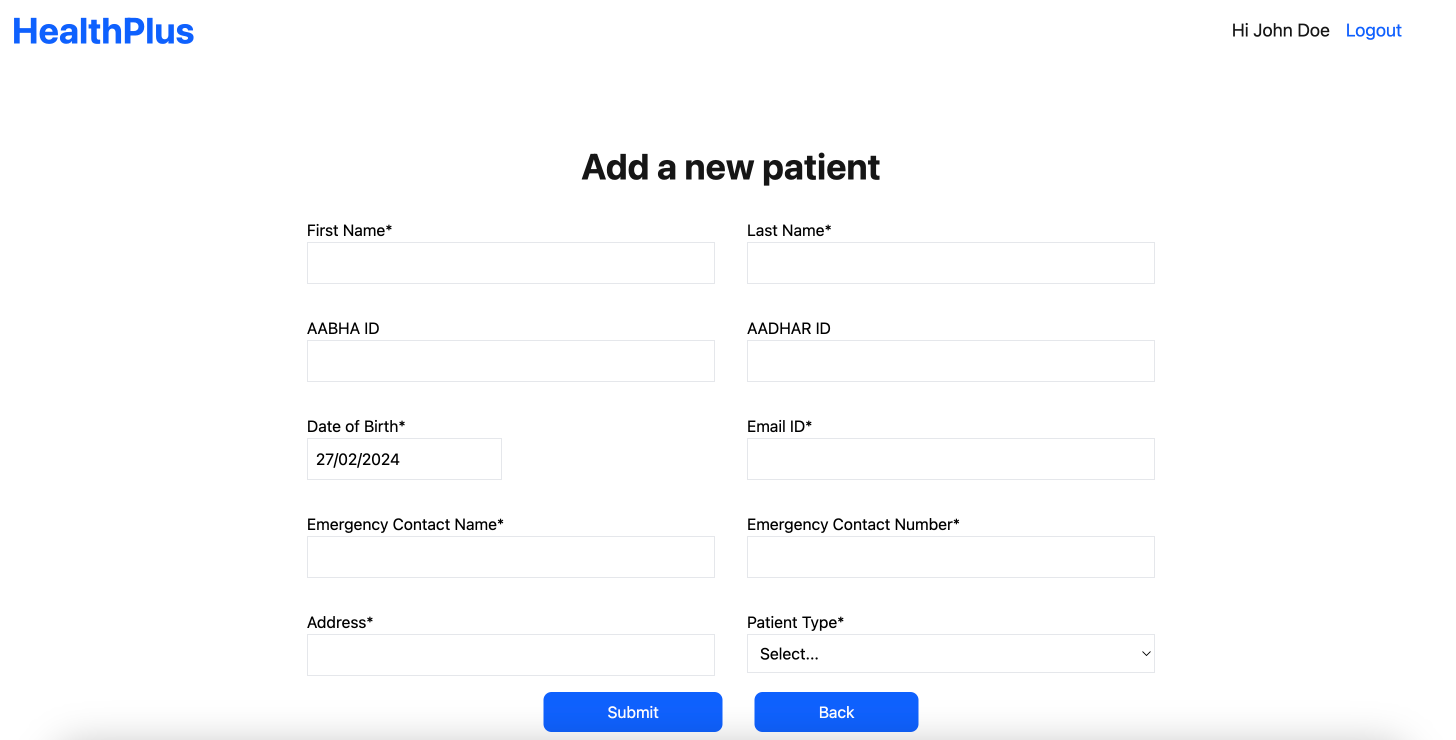 HealthPlus
Hi John Doe Logout
Add a new patient
First Name* Last Name*
AABHA ID AADHAR ID
Date of Birth* Email ID*
27/02/2024
Emergency Contact Name* Emergency Contact Number*
Address* Patient Type*
Select...
Submit Back